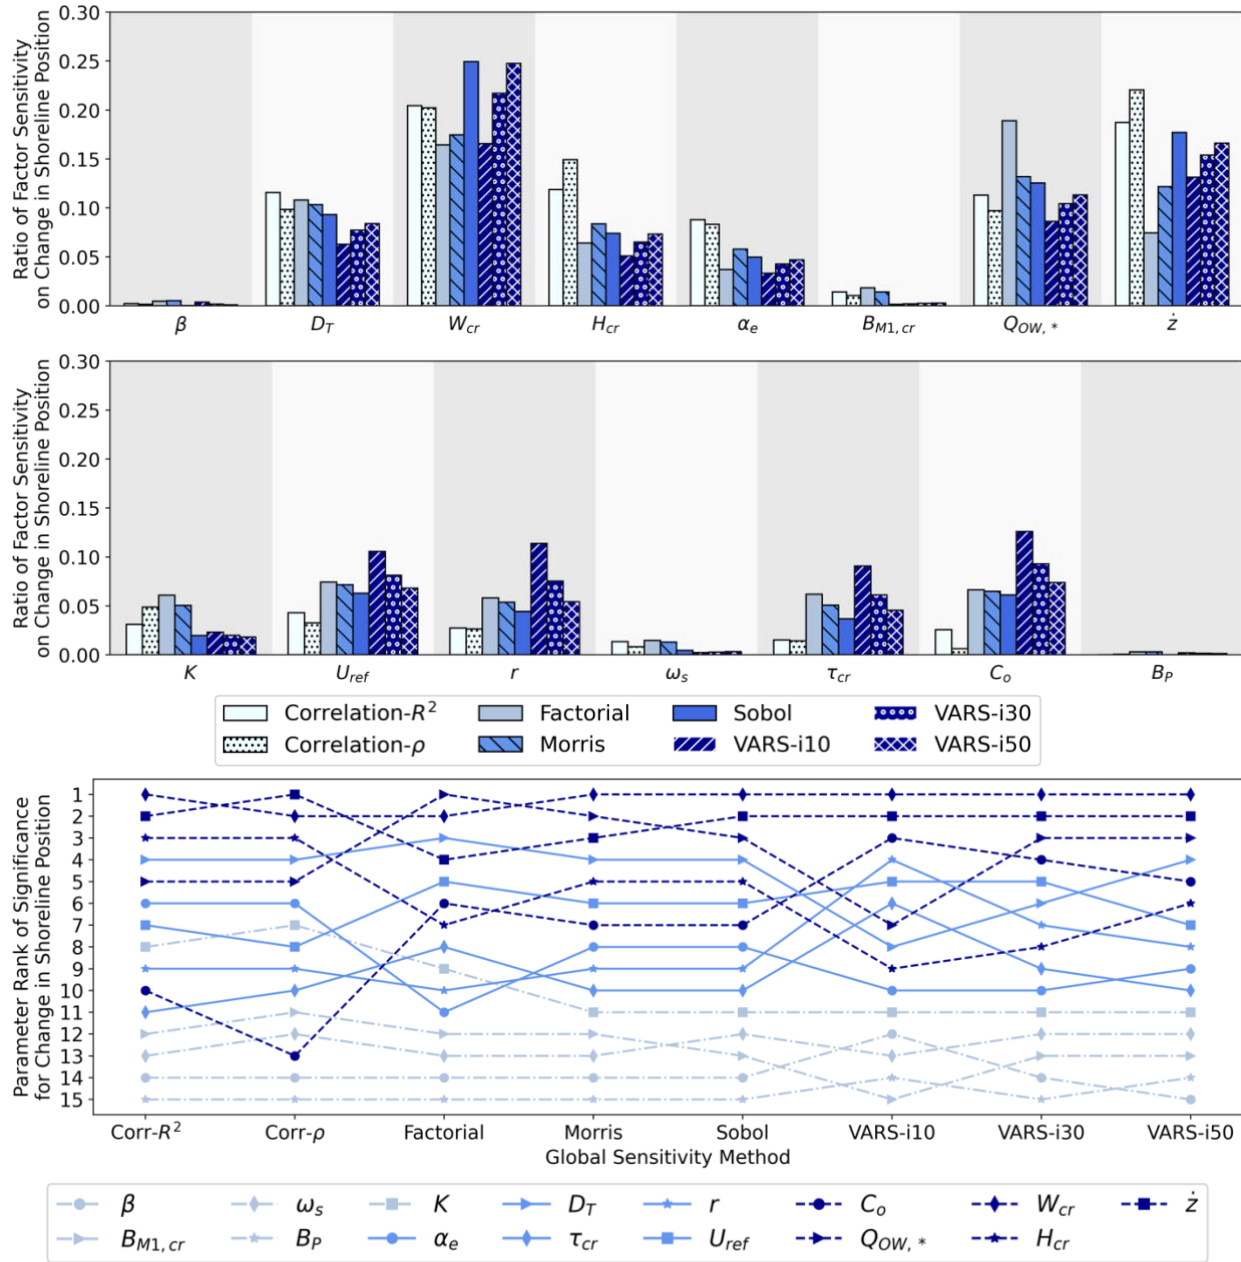 Ratio of Factor Sensitivity
on Change in Shoreline Position
0.30
0.25
0.20
0.15
0.10
0.05
0.00
β
D_T
W_cr
H_cr
α_e
B_M1,cr
Q_OW,*
ż
Ratio of Factor Sensitivity
on Change in Shoreline Position
0.30
0.25
0.20
0.15
0.10
0.05
0.00
K
U_ref
r
ω_s
τ_cr
C_o
B_P
Correlation-R²
Factorial
Sobol
VARS-i30
Correlation-ρ
Morris
VARS-i10
VARS-i50
Parameter Rank of Significance
for Change in Shoreline Position
1
2
3
4
5
6
7
8
9
10
11
12
13
14
15
Corr-R²
Corr-ρ
Factorial
Morris
Sobol
VARS-i10
VARS-i30
VARS-i50
Global Sensitivity Method
β
ω_s
K
D_T
r
C_o
W_cr
ż
B_M1,cr
B_P
α_e
τ_cr
U_ref
Q_OW,*
H_cr